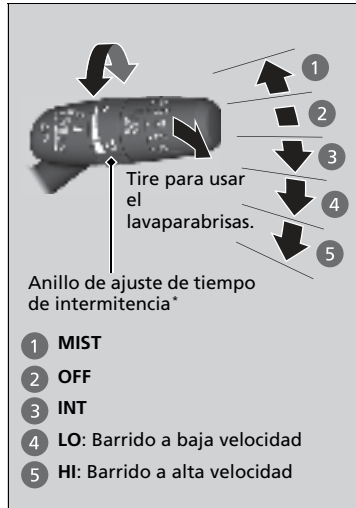 1
2
3
4
5
Tire para usar
el
lavaparabrisas.
Anillo de ajuste de tiempo
de intermitencia*
1 MIST
2 OFF
3 INT
4 LO: Barrido a baja velocidad
5 HI: Barrido a alta velocidad